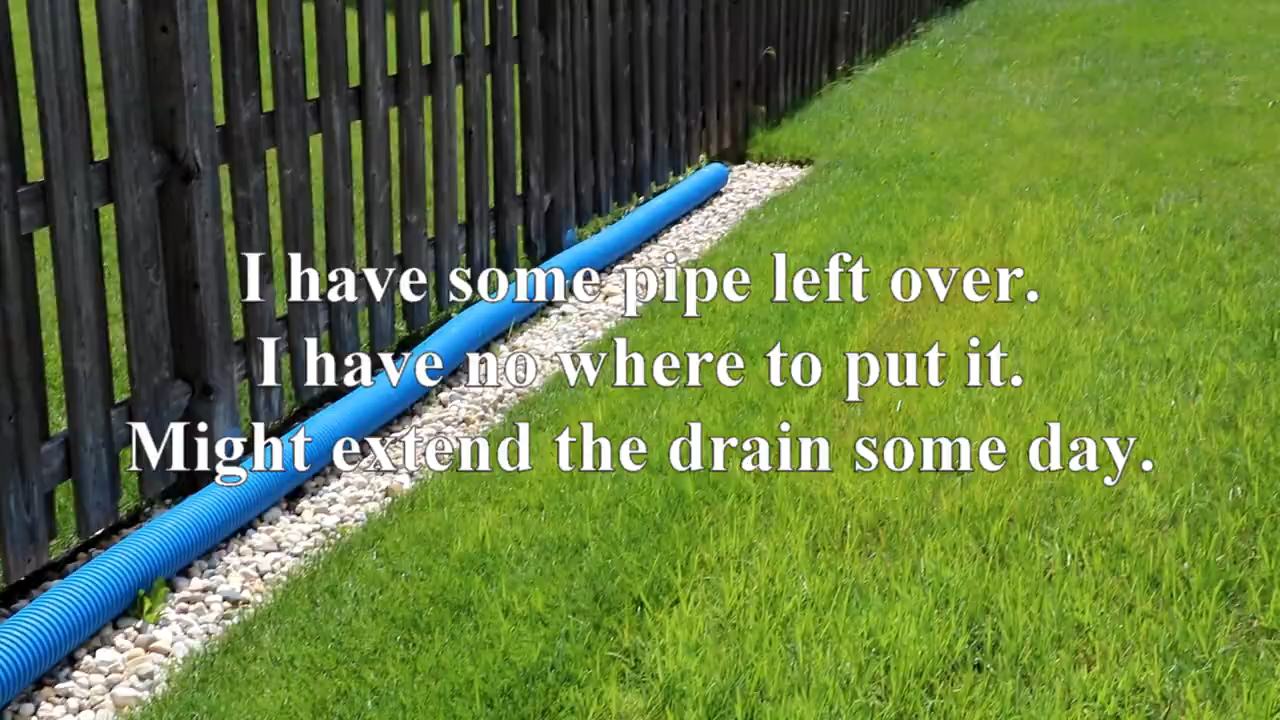 I have some pipe left over.
I have no where to put it.
Might extend the drain some day.